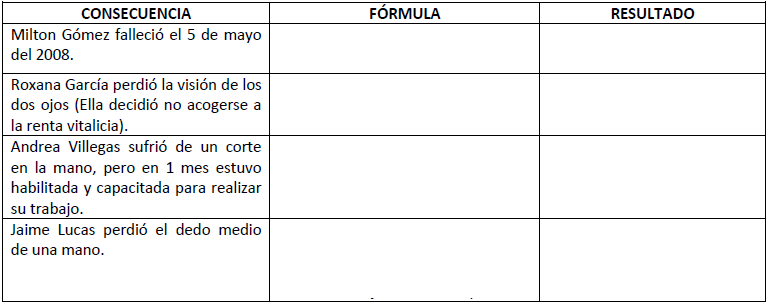 CONSECUENCIA FÓRMULA RESULTADO
Milton Gómez falleció el 5 de mayo
del 2008.
Roxana García perdió la visión de los
dos ojos (Ella decidió no acogerse a
la renta vitalicia).
Andrea Villegas sufrió de un corte
en la mano, pero en 1 mes estuvo
habilitada y capacitada para realizar
su trabajo.
Jaime Lucas perdió el dedo medio
de una mano.